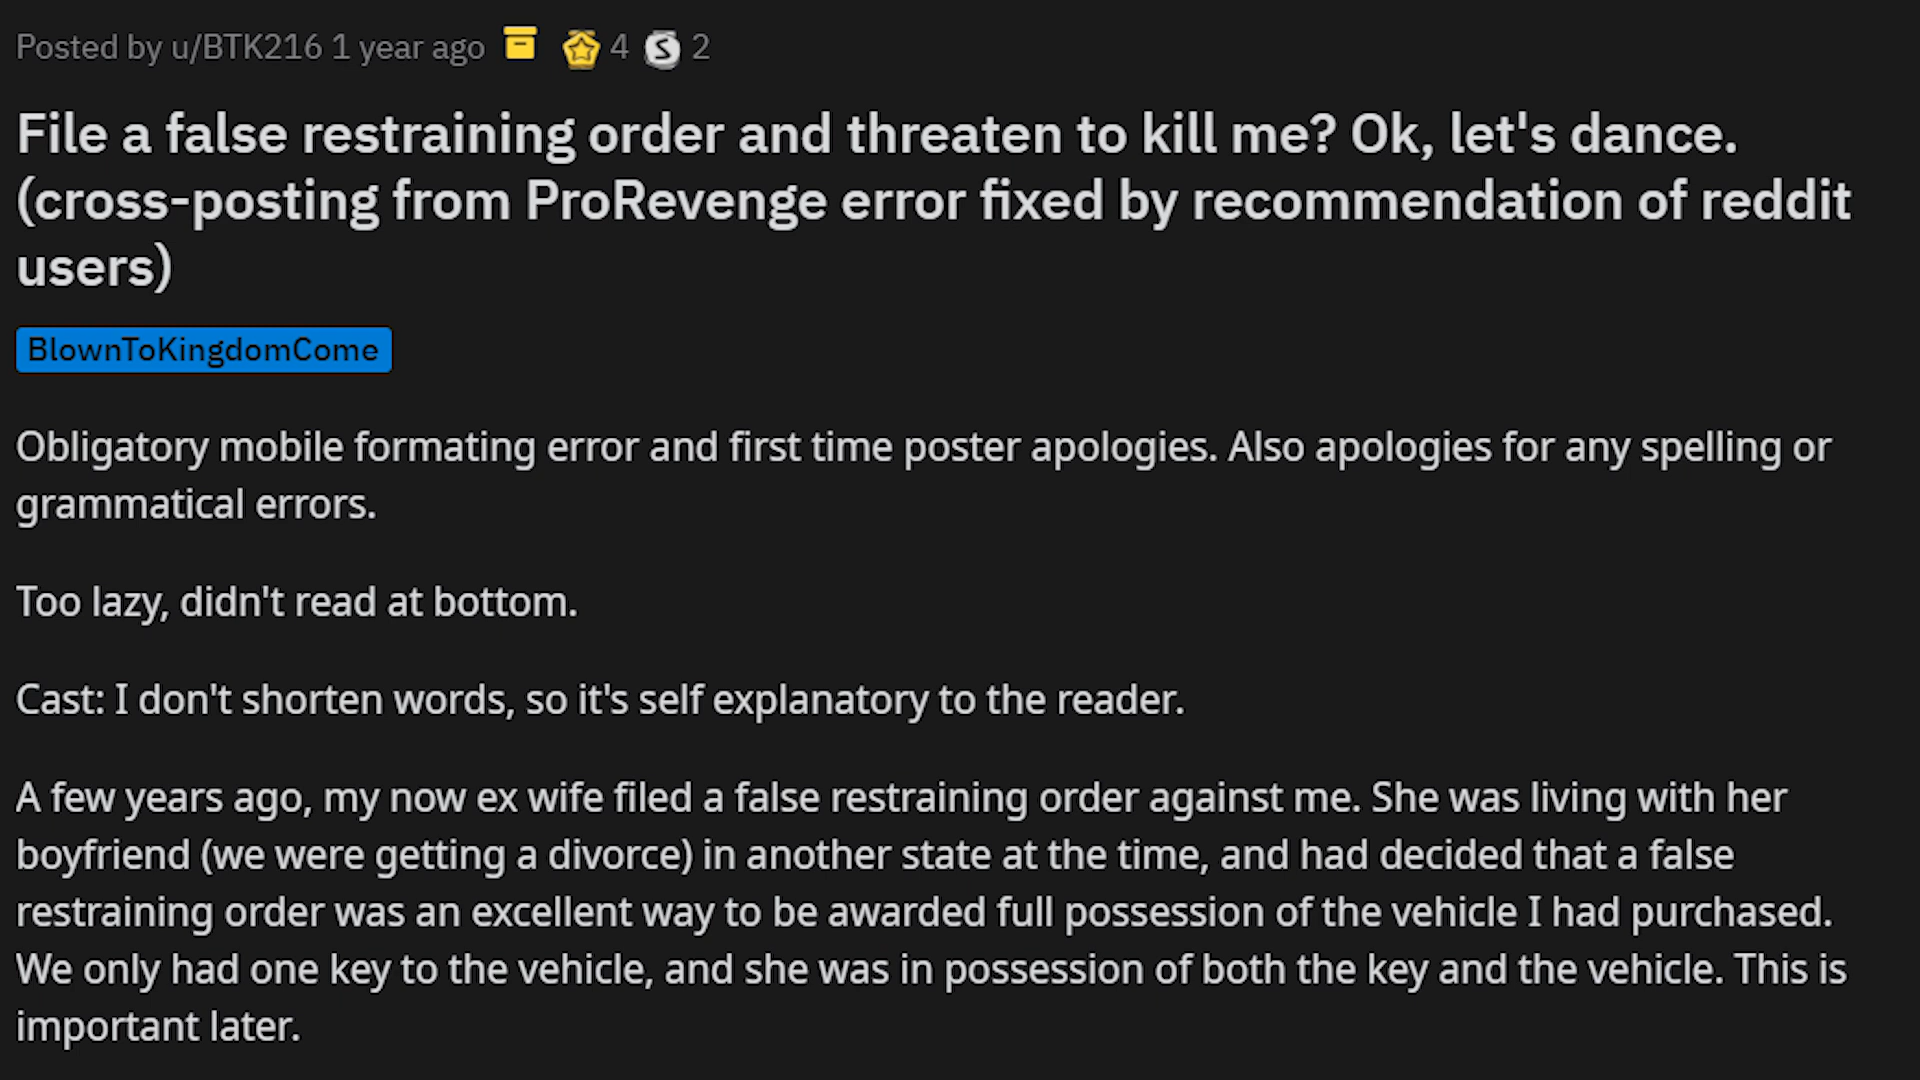 Posted by u/BTK216 1 year ago 4 2
File a false restraining order and threaten to kill me? Ok, let's dance.
(cross-posting from ProRevenge error fixed by recommendation of reddit
users)
BlownToKingdomCome
Obligatory mobile formating error and first time poster apologies. Also apologies for any spelling or
grammatical errors.
Too lazy, didn't read at bottom.
Cast: I don't shorten words, so it's self explanatory to the reader.
A few years ago, my now ex wife filed a false restraining order against me. She was living with her
boyfriend (we were getting a divorce) in another state at the time, and had decided that a false
restraining order was an excellent way to be awarded full possession of the vehicle I had purchased.
We only had one key to the vehicle, and she was in possession of both the key and the vehicle. This is
important later.